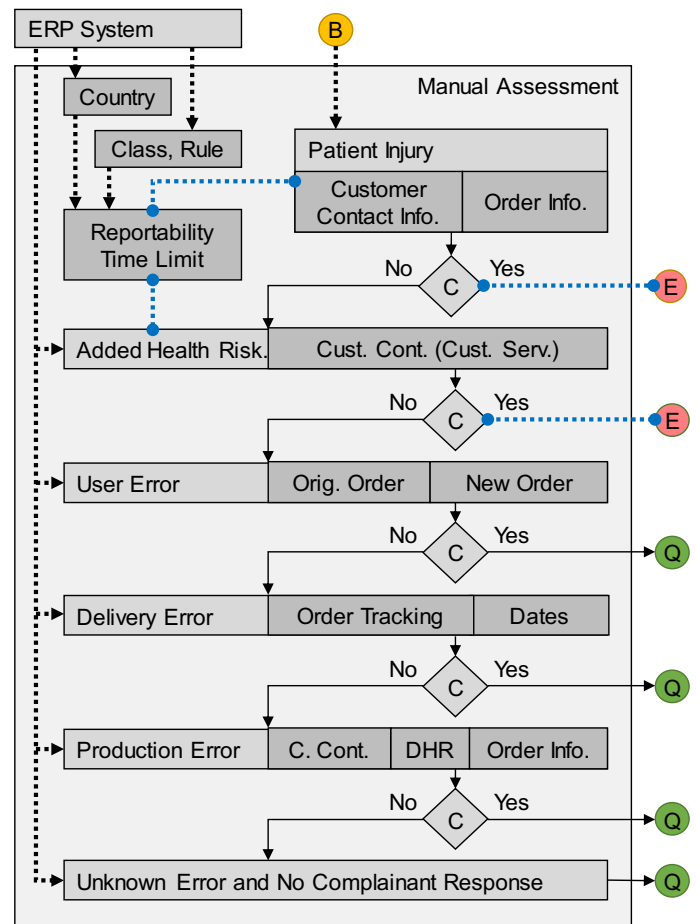 ERP System
B
Manual Assessment
Country
Class, Rule
Patient Injury
Customer
Contact Info.
Order Info.
Reportability
Time Limit
No
Yes
C
E
Added Health Risk.
Cust. Cont. (Cust. Serv.)
No
Yes
C
E
User Error
Orig. Order
New Order
No
Yes
C
Q
Delivery Error
Order Tracking
Dates
No
Yes
C
Q
Production Error
C. Cont.
DHR
Order Info.
No
Yes
C
Q
Unknown Error and No Complainant Response
Q